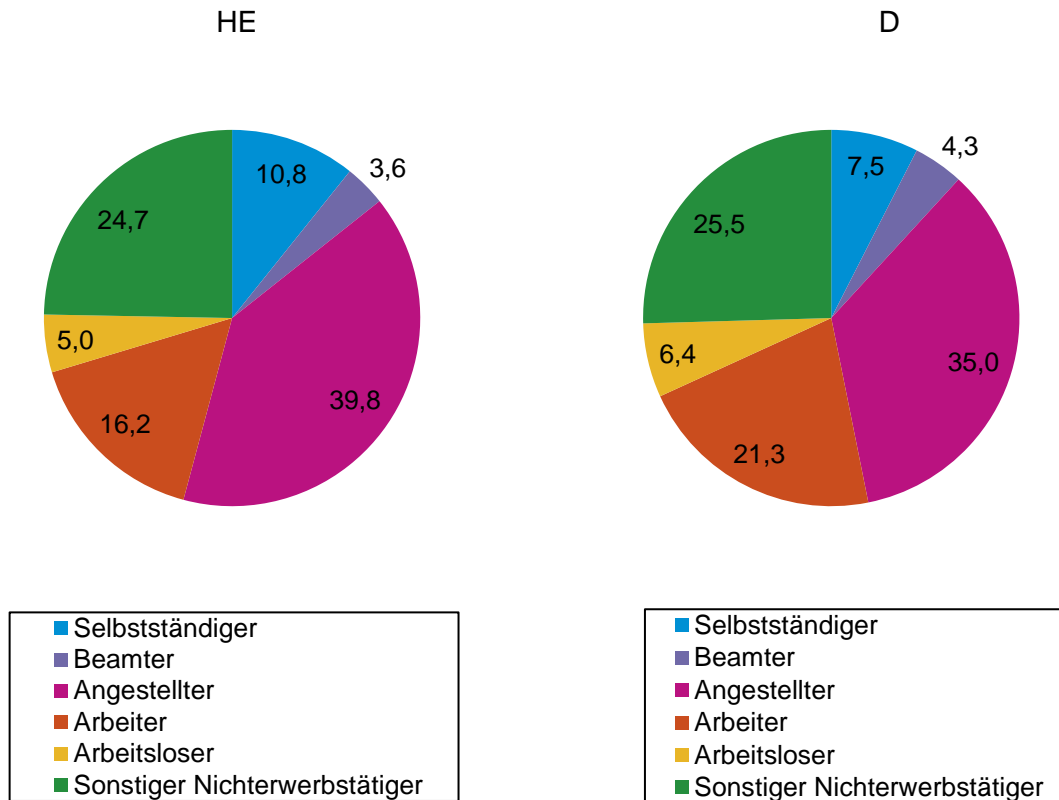 HE
10,8
3,6
39,8
16,2
5,0
24,7
Selbstständiger
Beamter
Angestellter
Arbeiter
Arbeitsloser
Sonstiger Nichterwerbstätiger
D
7,5
4,3
35,0
21,3
6,4
25,5
Selbstständiger
Beamter
Angestellter
Arbeiter
Arbeitsloser
Sonstiger Nichterwerbstätiger